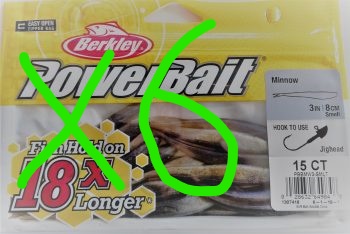 EASY OPEN
ZIPPER BAG
Berkley
PowerBait
X6
Minnow
3IN | 8CM
Small
HOOK TO USE
Jighead
15 CT
Fish Hold on
18X
Longer*